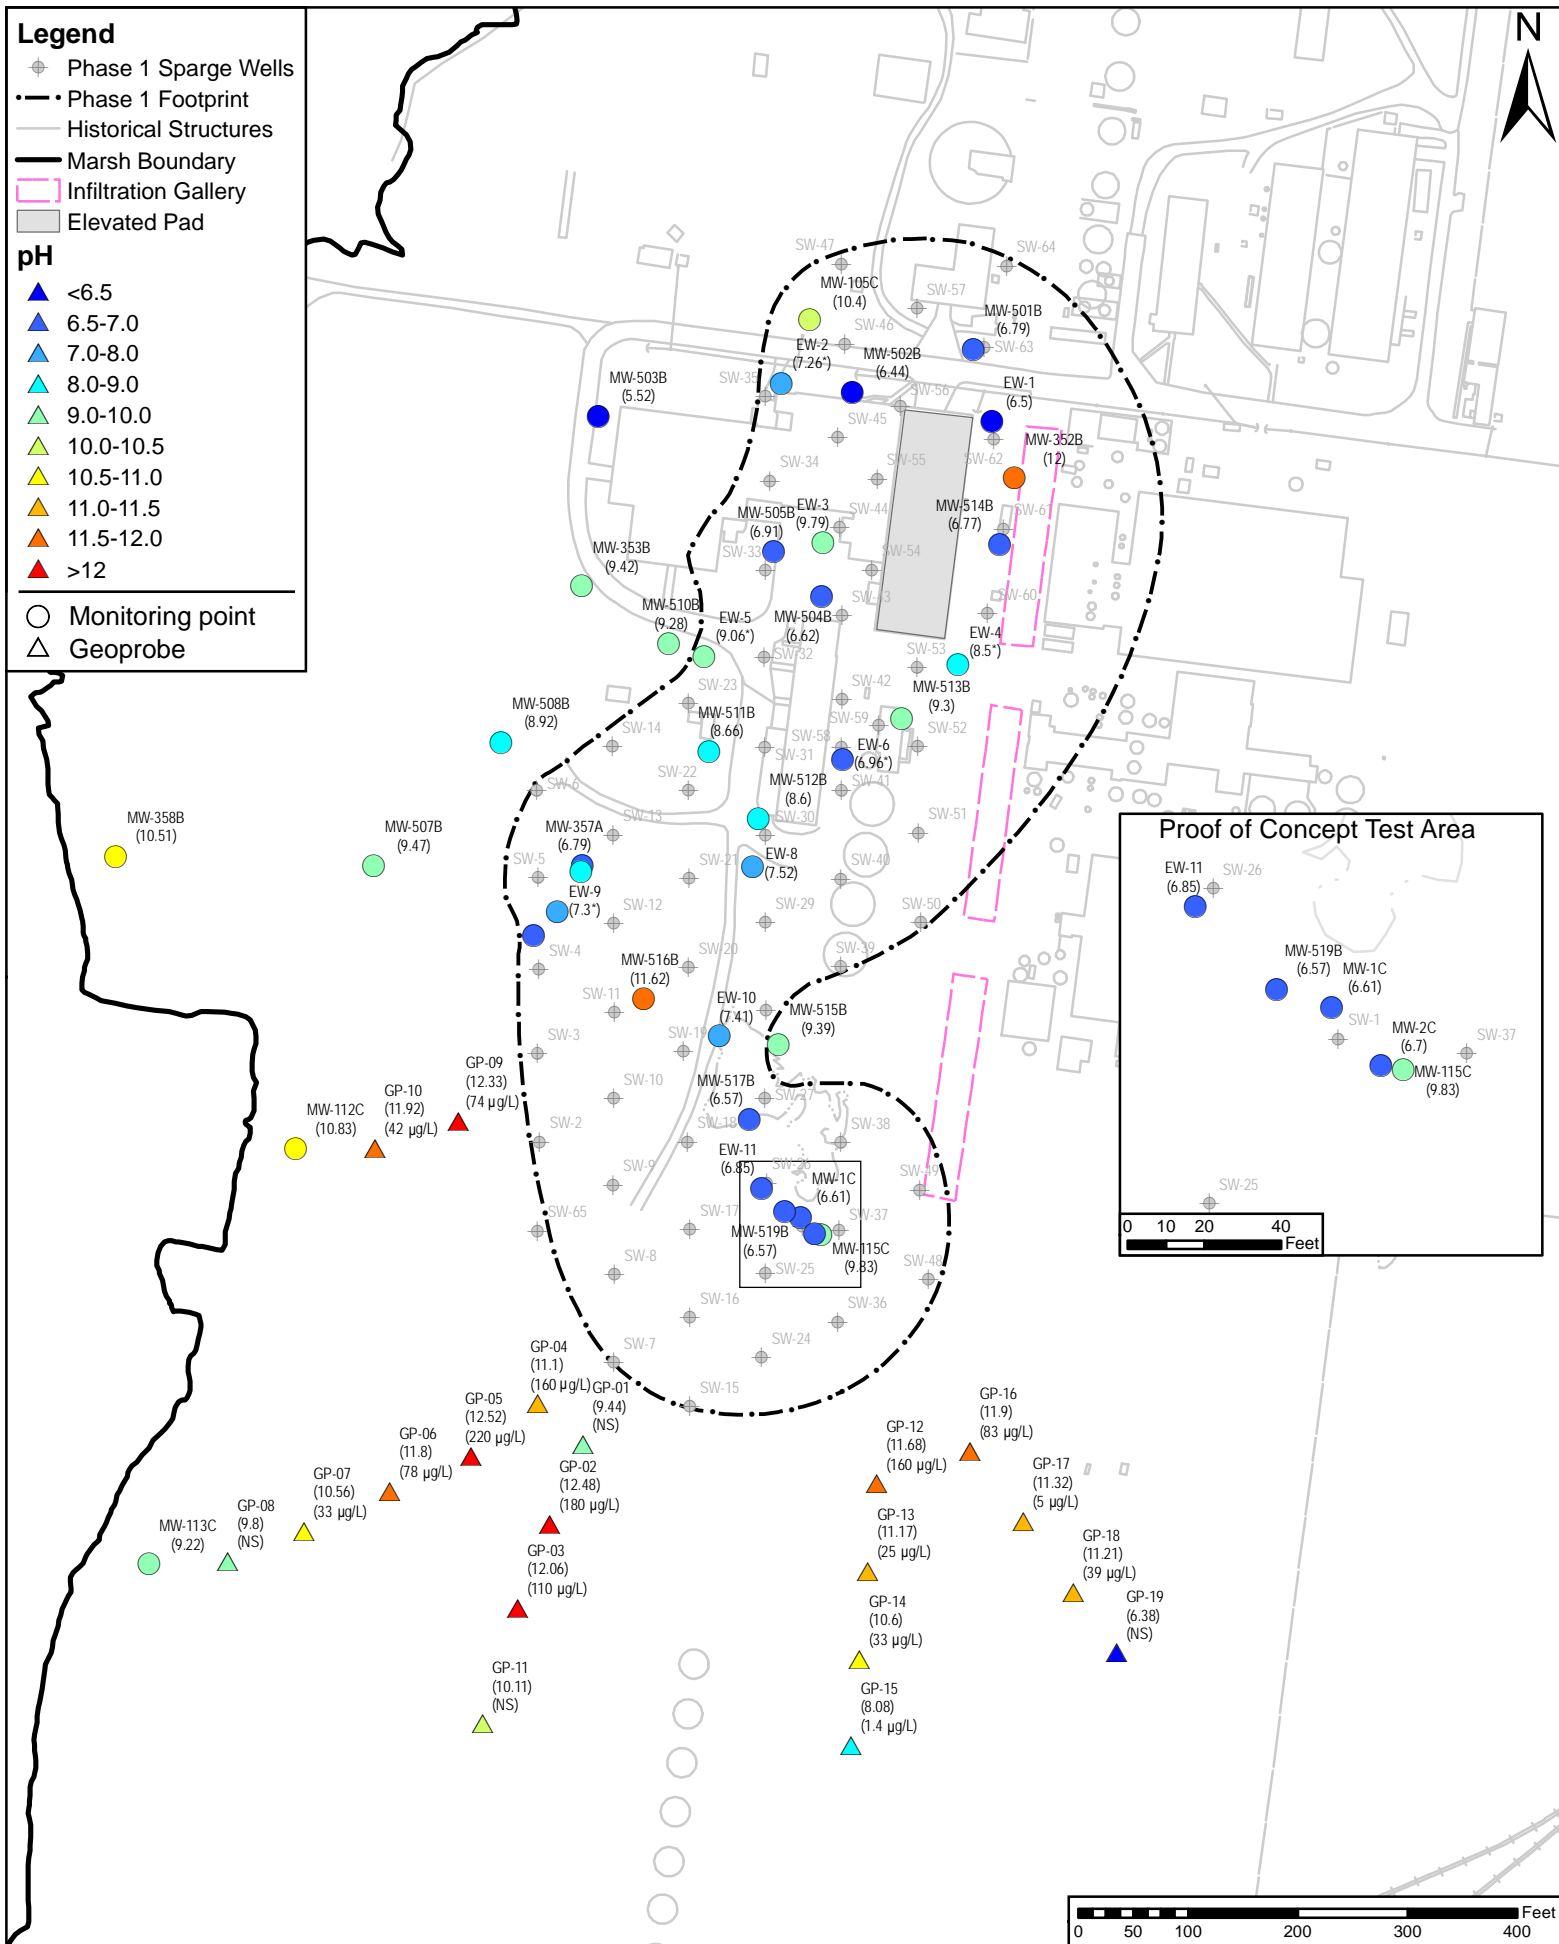 Legend
Phase 1 Sparge Wells
Phase 1 Footprint
Historical Structures
Marsh Boundary
Infiltration Gallery
Elevated Pad
pH
<6.5
6.5-7.0
7.0-8.0
8.0-9.0
9.0-10.0
10.0-10.5
10.5-11.0
11.0-11.5
11.5-12.0
>12
Monitoring point
Geoprobe
N
SW-47
SW-64
MW-105C
(10.4)
SW-57
MW-501B
(6.79)
SW-46
SW-63
EW-2
(7.26*)
MW-502B
(6.44)
SW-35
MW-503B
(5.52)
SW-56
EW-1
(6.5)
SW-45
MW-352B
(12)
SW-62
SW-34
SW-55
MW-505B
(6.91)
EW-3
(9.79)
SW-44
MW-514B
(6.77)
SW-61
MW-353B
(9.42)
SW-33
SW-54
MW-510B
(9.28)
EW-5
(9.06*)
MW-504B
(6.62)
SW-43
SW-60
EW-4
(8.5*)
SW-32
SW-53
SW-23
SW-42
MW-513B
(9.3)
MW-508B
(8.92)
MW-511B
(8.66)
SW-59
SW-14
SW-31
SW-58
SW-52
EW-6
(6.96*)
SW-6
SW-22
MW-512B
(8.6)
SW-41
MW-358B
(10.51)
MW-507B
(9.47)
MW-357A
(6.79)
SW-13
SW-30
SW-51
SW-5
SW-21
EW-8
(7.52)
SW-40
EW-9
(7.3*)
SW-12
SW-29
SW-50
SW-4
MW-516B
(11.62)
SW-20
SW-39
SW-11
EW-10
(7.41)
MW-515B
(9.39)
SW-3
SW-19
GP-09
(12.33)
(74 µg/L)
GP-10
(11.92)
(42 µg/L)
MW-112C
(10.83)
SW-10
MW-517B
(6.57)
SW-27
SW-2
SW-18
SW-38
EW-11
(6.85)
SW-26
SW-9
MW-1C
(6.61)
SW-49
SW-65
SW-17
MW-519B
(6.57)
SW-37
MW-115C
(9.83)
SW-8
SW-25
SW-48
SW-16
SW-36
SW-7
SW-24
SW-15
Proof of Concept Test Area
EW-11
(6.85)
SW-26
MW-519B
(6.57)
MW-1C
(6.61)
SW-1
MW-2C
(6.7)
SW-37
MW-115C
(9.83)
SW-25
0 10 20 40
Feet
GP-04
(11.1)
(160 µg/L)
GP-01
(9.44)
(NS)
GP-05
(12.52)
(220 µg/L)
GP-06
(11.8)
(78 µg/L)
GP-07
(10.56)
(33 µg/L)
GP-08
(9.8)
(NS)
MW-113C
(9.22)
GP-02
(12.48)
(180 µg/L)
GP-03
(12.06)
(110 µg/L)
GP-11
(10.11)
(NS)
GP-12
(11.68)
(160 µg/L)
GP-16
(11.9)
(83 µg/L)
GP-17
(11.32)
(5 µg/L)
GP-13
(11.17)
(25 µg/L)
GP-18
(11.21)
(39 µg/L)
GP-14
(10.6)
(33 µg/L)
GP-19
(6.38)
(NS)
GP-15
(8.08)
(1.4 µg/L)
Feet
0 50 100 200 300 400